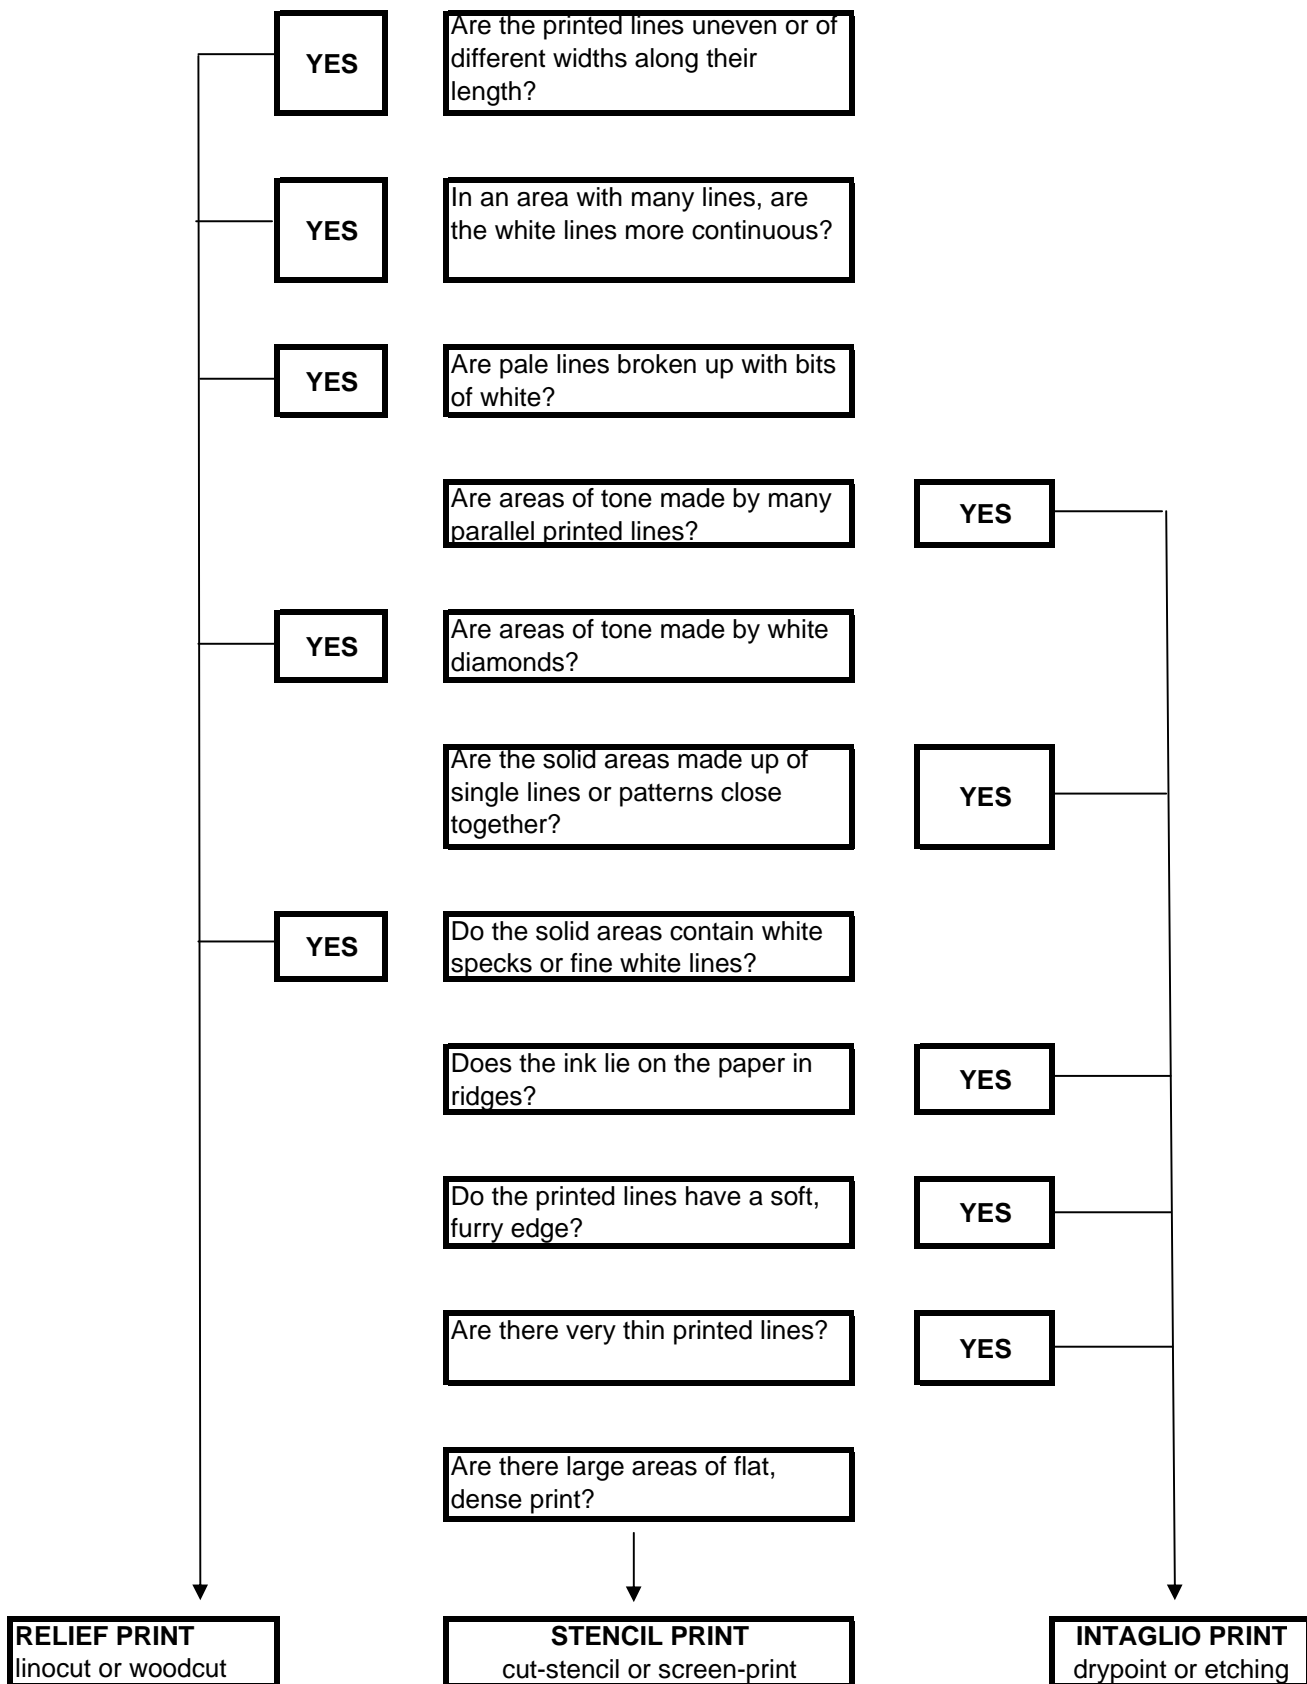 YES
Are the printed lines uneven or of
different widths along their
length?
YES
In an area with many lines, are
the white lines more continuous?
YES
Are pale lines broken up with bits
of white?
Are areas of tone made by many
parallel printed lines?
YES
YES
Are areas of tone made by white
diamonds?
Are the solid areas made up of
single lines or patterns close
together?
YES
YES
Do the solid areas contain white
specks or fine white lines?
Does the ink lie on the paper in
ridges?
YES
Do the printed lines have a soft,
furry edge?
YES
Are there very thin printed lines?
YES
Are there large areas of flat,
dense print?
RELIEF PRINT
linocut or woodcut
STENCIL PRINT
cut-stencil or screen-print
INTAGLIO PRINT
drypoint or etching